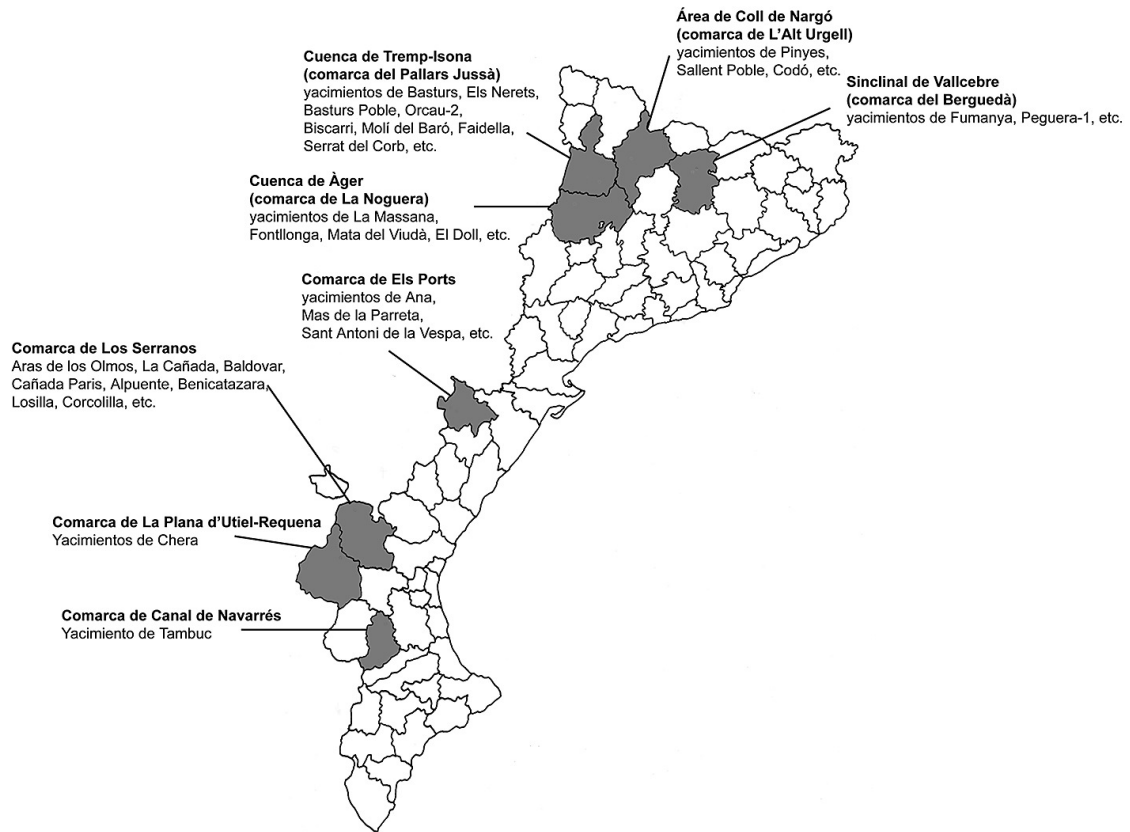 Área de Coll de Nargó
(comarca de L'Alt Urgell)
yacimientos de Pinyes,
Sallent Poble, Codó, etc.
Cuenca de Tremp-Isona
(comarca del Pallars Jussà)
yacimientos de Basturs, Els Nerets,
Basturs Poble, Orcau-2,
Biscarri, Molí del Baró, Faidella,
Serrat del Corb, etc.
Sinclinal de Vallcebre
(comarca del Berguedà)
yacimientos de Fumanya, Peguera-1, etc.
Cuenca de Àger
(comarca de La Noguera)
yacimientos de La Massana,
Fontllonga, Mata del Viudà, El Doll, etc.
Comarca de Els Ports
yacimientos de Ana,
Mas de la Parreta,
Sant Antoni de la Vespa, etc.
Comarca de Los Serranos
Aras de los Olmos, La Cañada, Baldovar,
Cañada Paris, Alpuente, Benicatazara,
Losilla, Corcolilla, etc.
Comarca de La Plana d'Utiel-Requena
Yacimientos de Chera
Comarca de Canal de Navarrés
Yacimiento de Tambuc